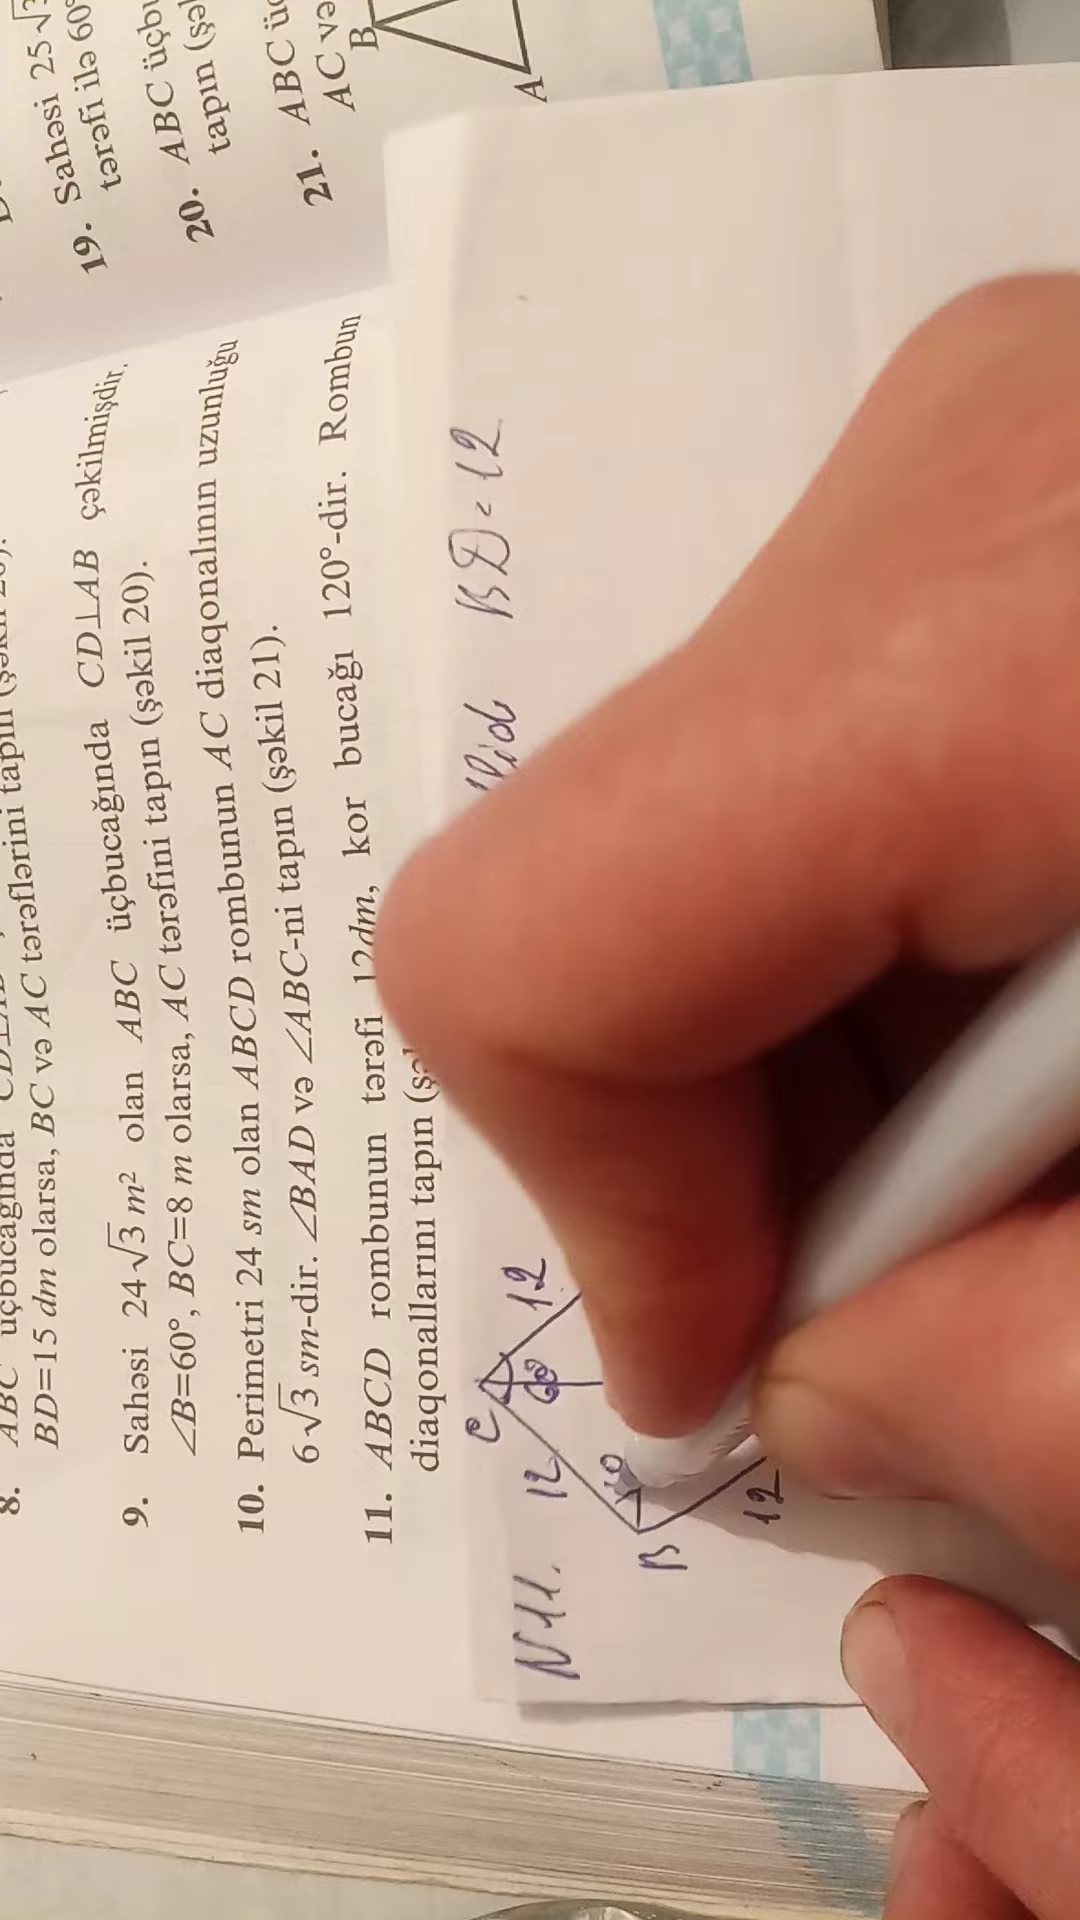 8. ABC üçbucağında
BD=15 dm olarsa, BC və AC tərəflərini tapın
9. Sahəsi 24√3 m² olan ABC üçbucağında CD⊥AB çəkilmişdir.
∠B=60°, BC=8 m olarsa, AC tərəfini tapın (şəkil 20).
10. Perimetri 24 sm olan ABCD rombunun AC diaqonalının uzunluğu
6√3 sm-dir. ∠BAD və ∠ABC-ni tapın (şəkil 21).
11. ABCD rombunun tərəfi 12dm, kor bucağı 120°-dir. Rombun
diaqonallarını tapın
19. Sahəsi 25√
tərəfi ilə 60°
20. ABC üçbu
tapın
21. ABC üç
AC və
B
A
N11.
BD=12
C
12
12
60
B
12